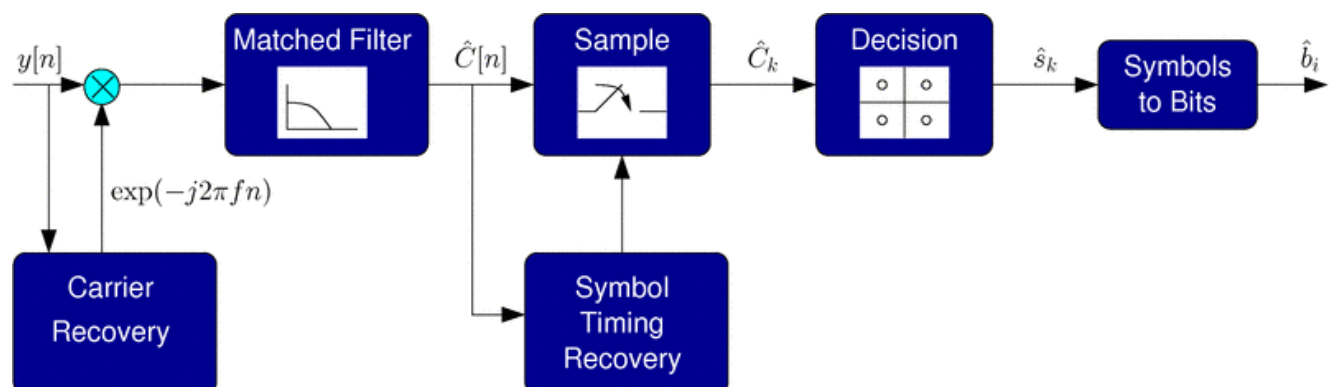 y[n]
Matched Filter
Ĉ[n]
Sample
Ĉ_k
Decision
ŝ_k
Symbols
to Bits
b̂_i
exp(−j2πfn)
Carrier
Recovery
Symbol
Timing
Recovery